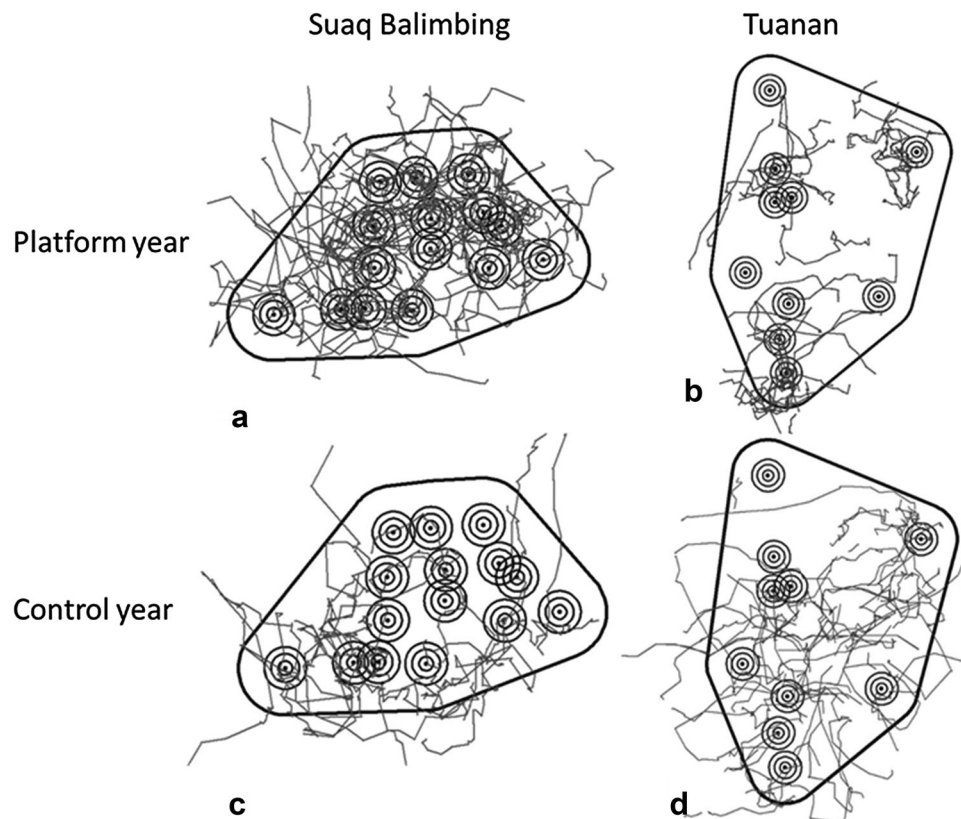 Suaq Balimbing
Tuanan
Platform year
a
b
Control year
c
d